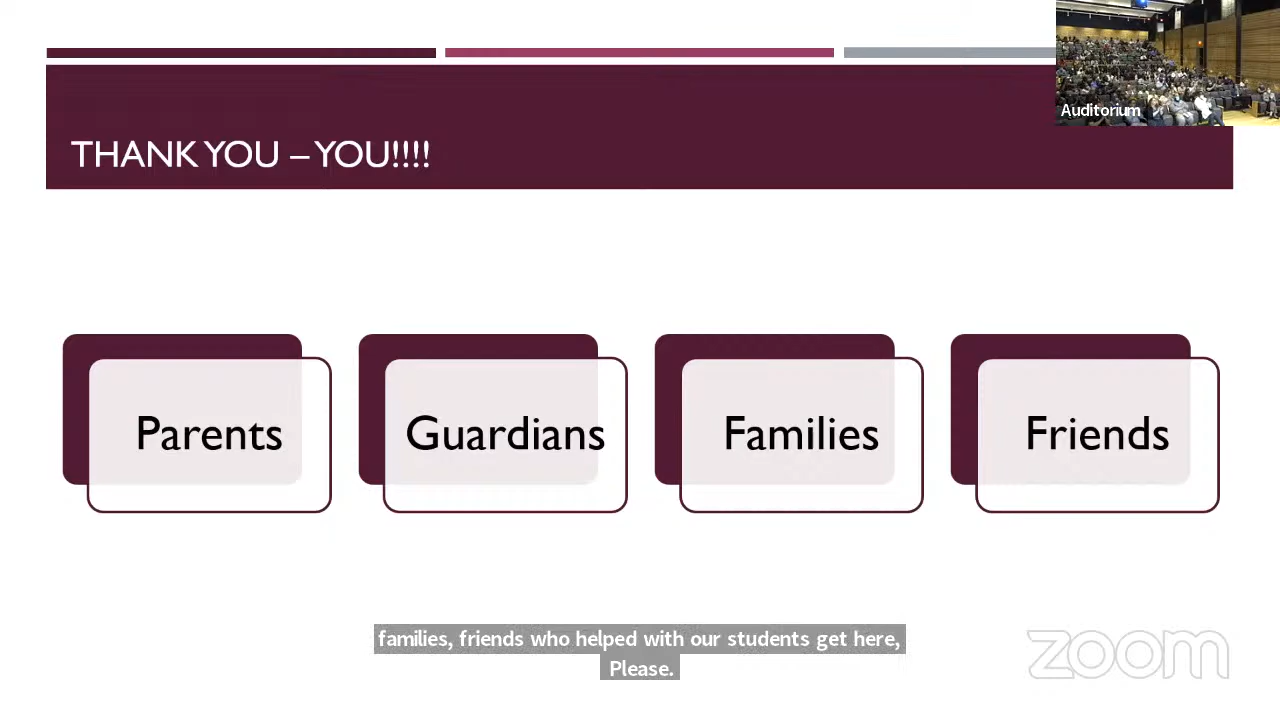 Auditorium
THANK YOU – YOU!!!!
Parents
Guardians
Families
Friends
families, friends who helped with our students get here,
Please.
zoom